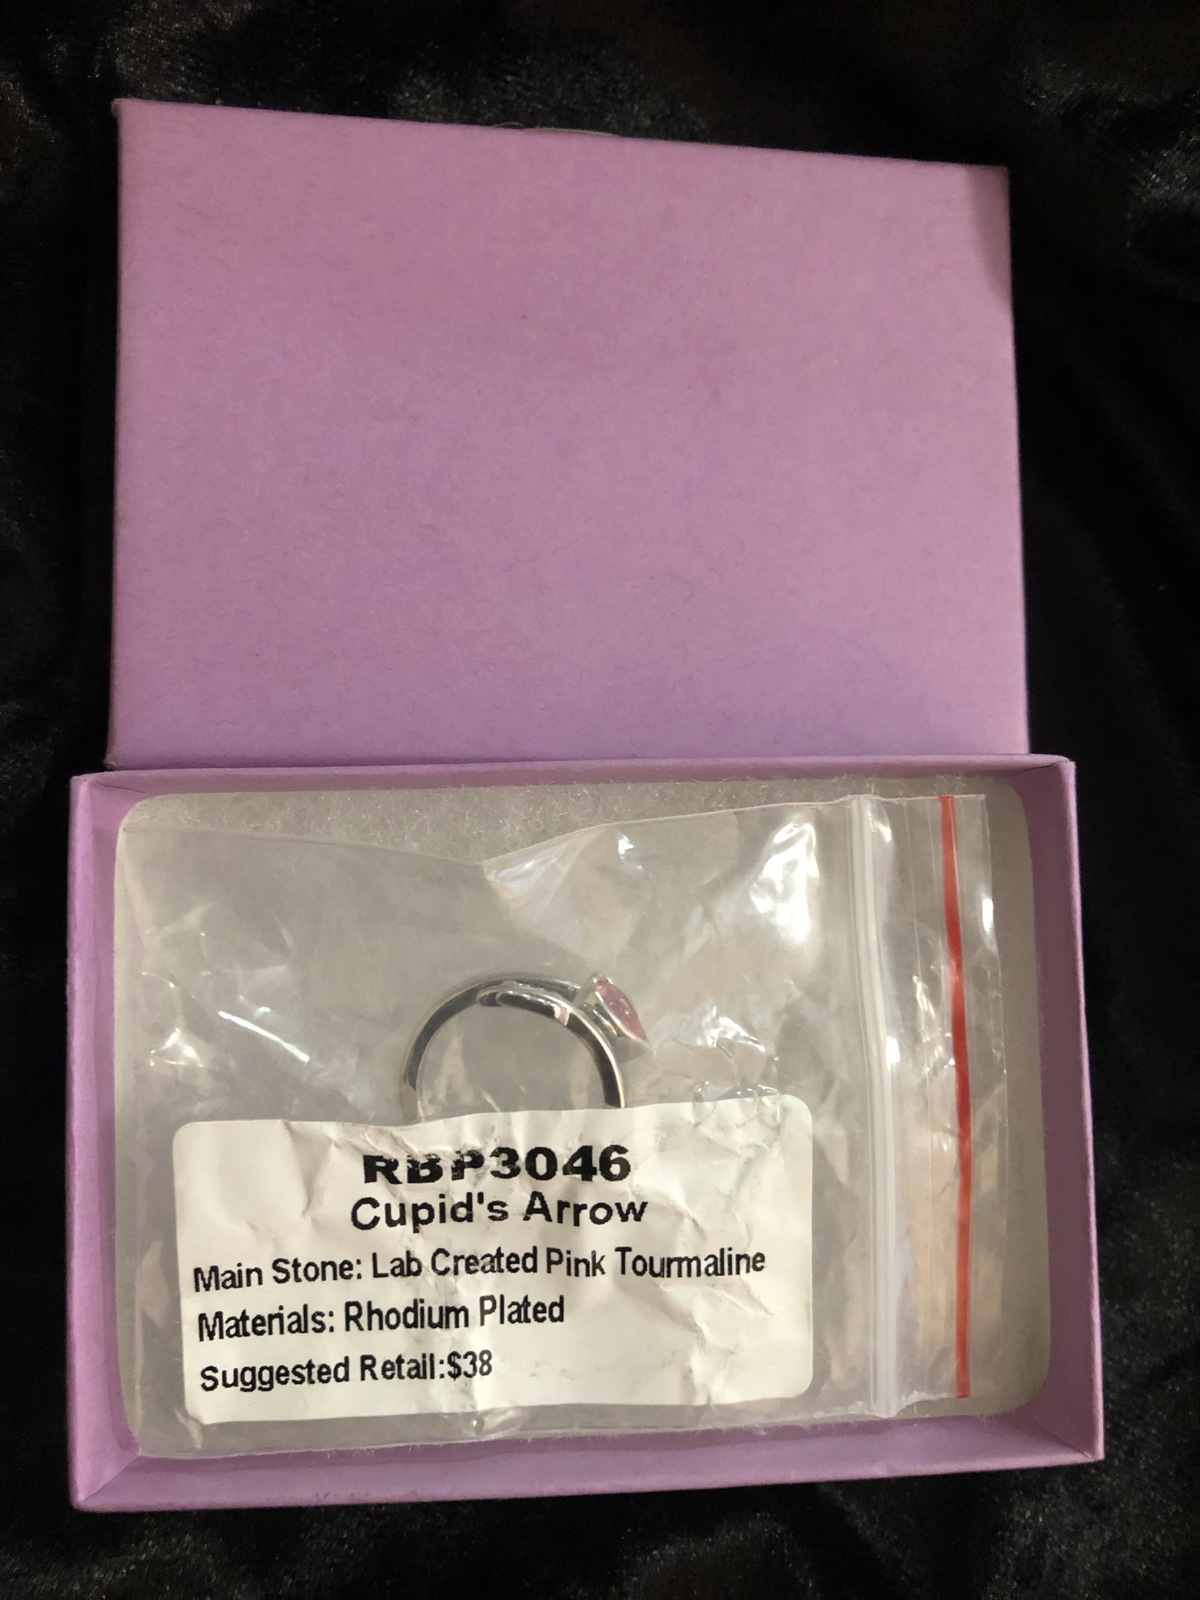 RBP3046
Cupid's Arrow
Main Stone: Lab Created Pink Tourmaline
Materials: Rhodium Plated
Suggested Retail:$38